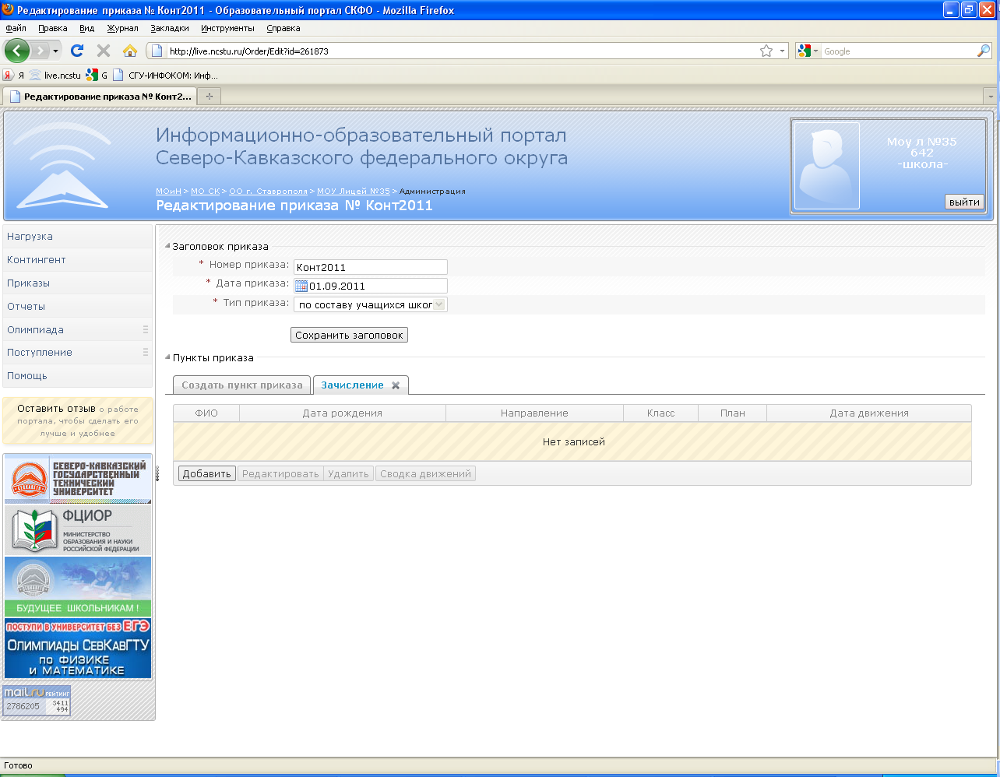 Редактирование приказа № Конт2011 - Образовательный портал СКФО - Mozilla Firefox
Файл Правка Вид Журнал Закладки Инструменты Справка
http://live.ncstu.ru/Order/Edit?id=261873
Google
Я Я live.ncstu G СГУ-ИНФОКОМ: Инф...
Редактирование приказа № Конт2...
Информационно-образовательный портал
Северо-Кавказского федерального округа
МОиН > МО СК > ОО г. Ставрополя > МОУ Лицей №35 > Администрация
Редактирование приказа № Конт2011
Моу л №35
642
-школа-
выйти
Нагрузка
Контингент
Приказы
Отчеты
Олимпиада
Поступление
Помощь
Оставить отзыв о работе
портала, чтобы сделать его
лучше и удобнее
СЕВЕРО-КАВКАЗСКИЙ
ГОСУДАРСТВЕННЫЙ
ТЕХНИЧЕСКИЙ
УНИВЕРСИТЕТ
ФЦИОР
МИНИСТЕРСТВО
ОБРАЗОВАНИЯ И НАУКИ
РОССИЙСКОЙ ФЕДЕРАЦИИ
БУДУЩЕЕ ШКОЛЬНИКАМ !
ПОСТУПИ В УНИВЕРСИТЕТ БЕЗ ЕГЭ
Олимпиады СевКавГТУ
по физике
и математике
mail.ru РЕЙТИНГ
2786205 3411
494
Заголовок приказа
* Номер приказа: Конт2011
* Дата приказа: 01.09.2011
* Тип приказа: по составу учащихся школ
Сохранить заголовок
Пункты приказа
Создать пункт приказа Зачисление
ФИО Дата рождения Направление Класс План Дата движения
Нет записей
Добавить Редактировать Удалить Сводка движений
Готово